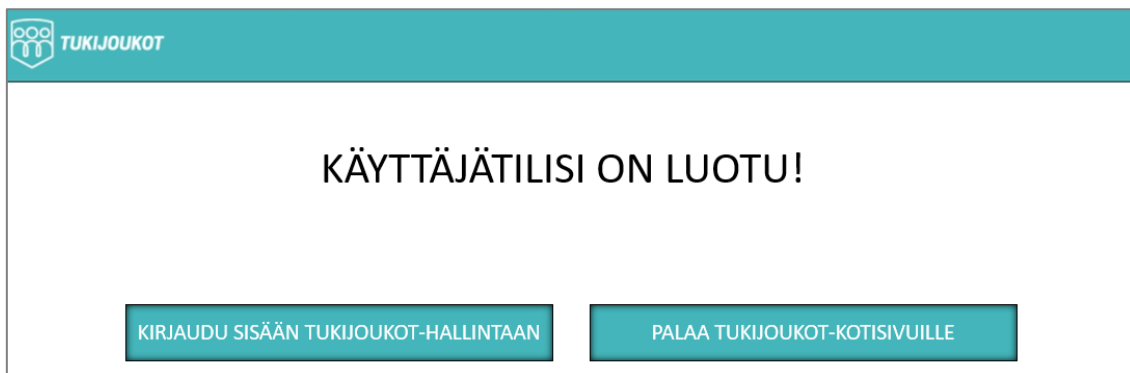 TUKIJOUKOT
KÄYTTÄJÄTILISI ON LUOTU!
KIRJAUDU SISÄÄN TUKIJOUKOT-HALLINTAAN
PALAA TUKIJOUKOT-KOTISIVUILLE